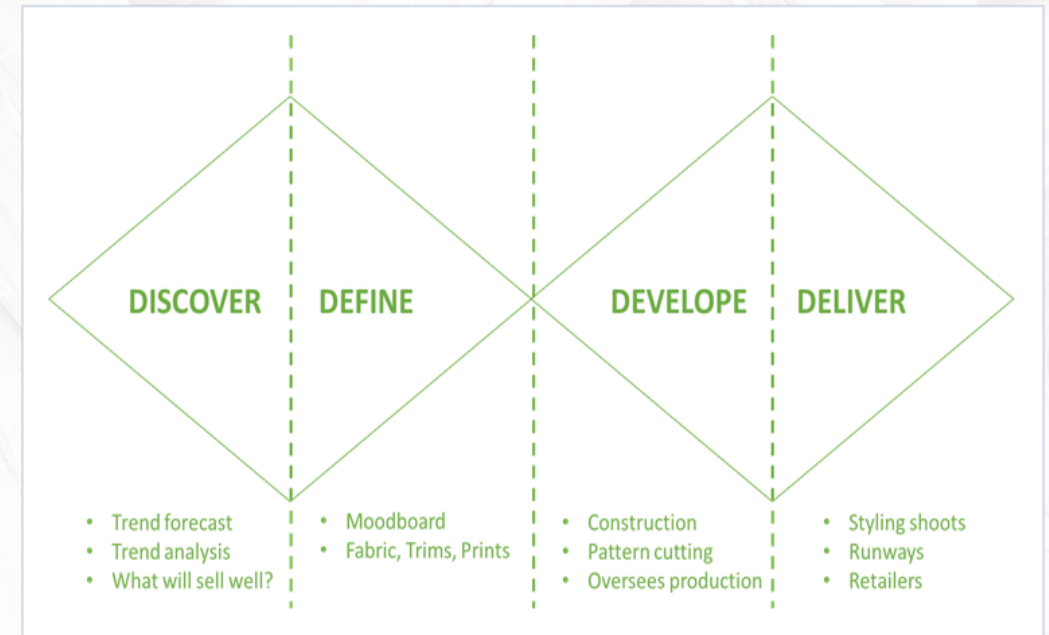 DISCOVER
DEFINE
DEVELOPE
DELIVER
• Trend forecast
• Trend analysis
• What will sell well?
• Moodboard
• Fabric, Trims, Prints
• Construction
• Pattern cutting
• Oversees production
• Styling shoots
• Runways
• Retailers